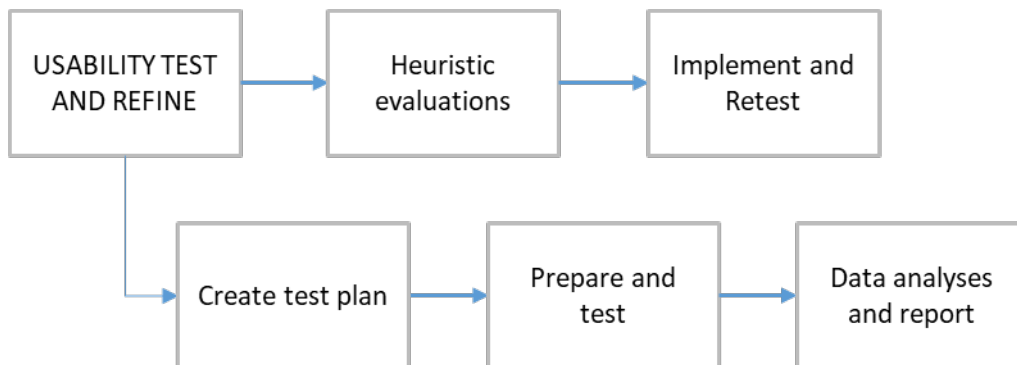 USABILITY TEST
AND REFINE
Heuristic
evaluations
Implement and
Retest
Create test plan
Prepare and
test
Data analyses
and report